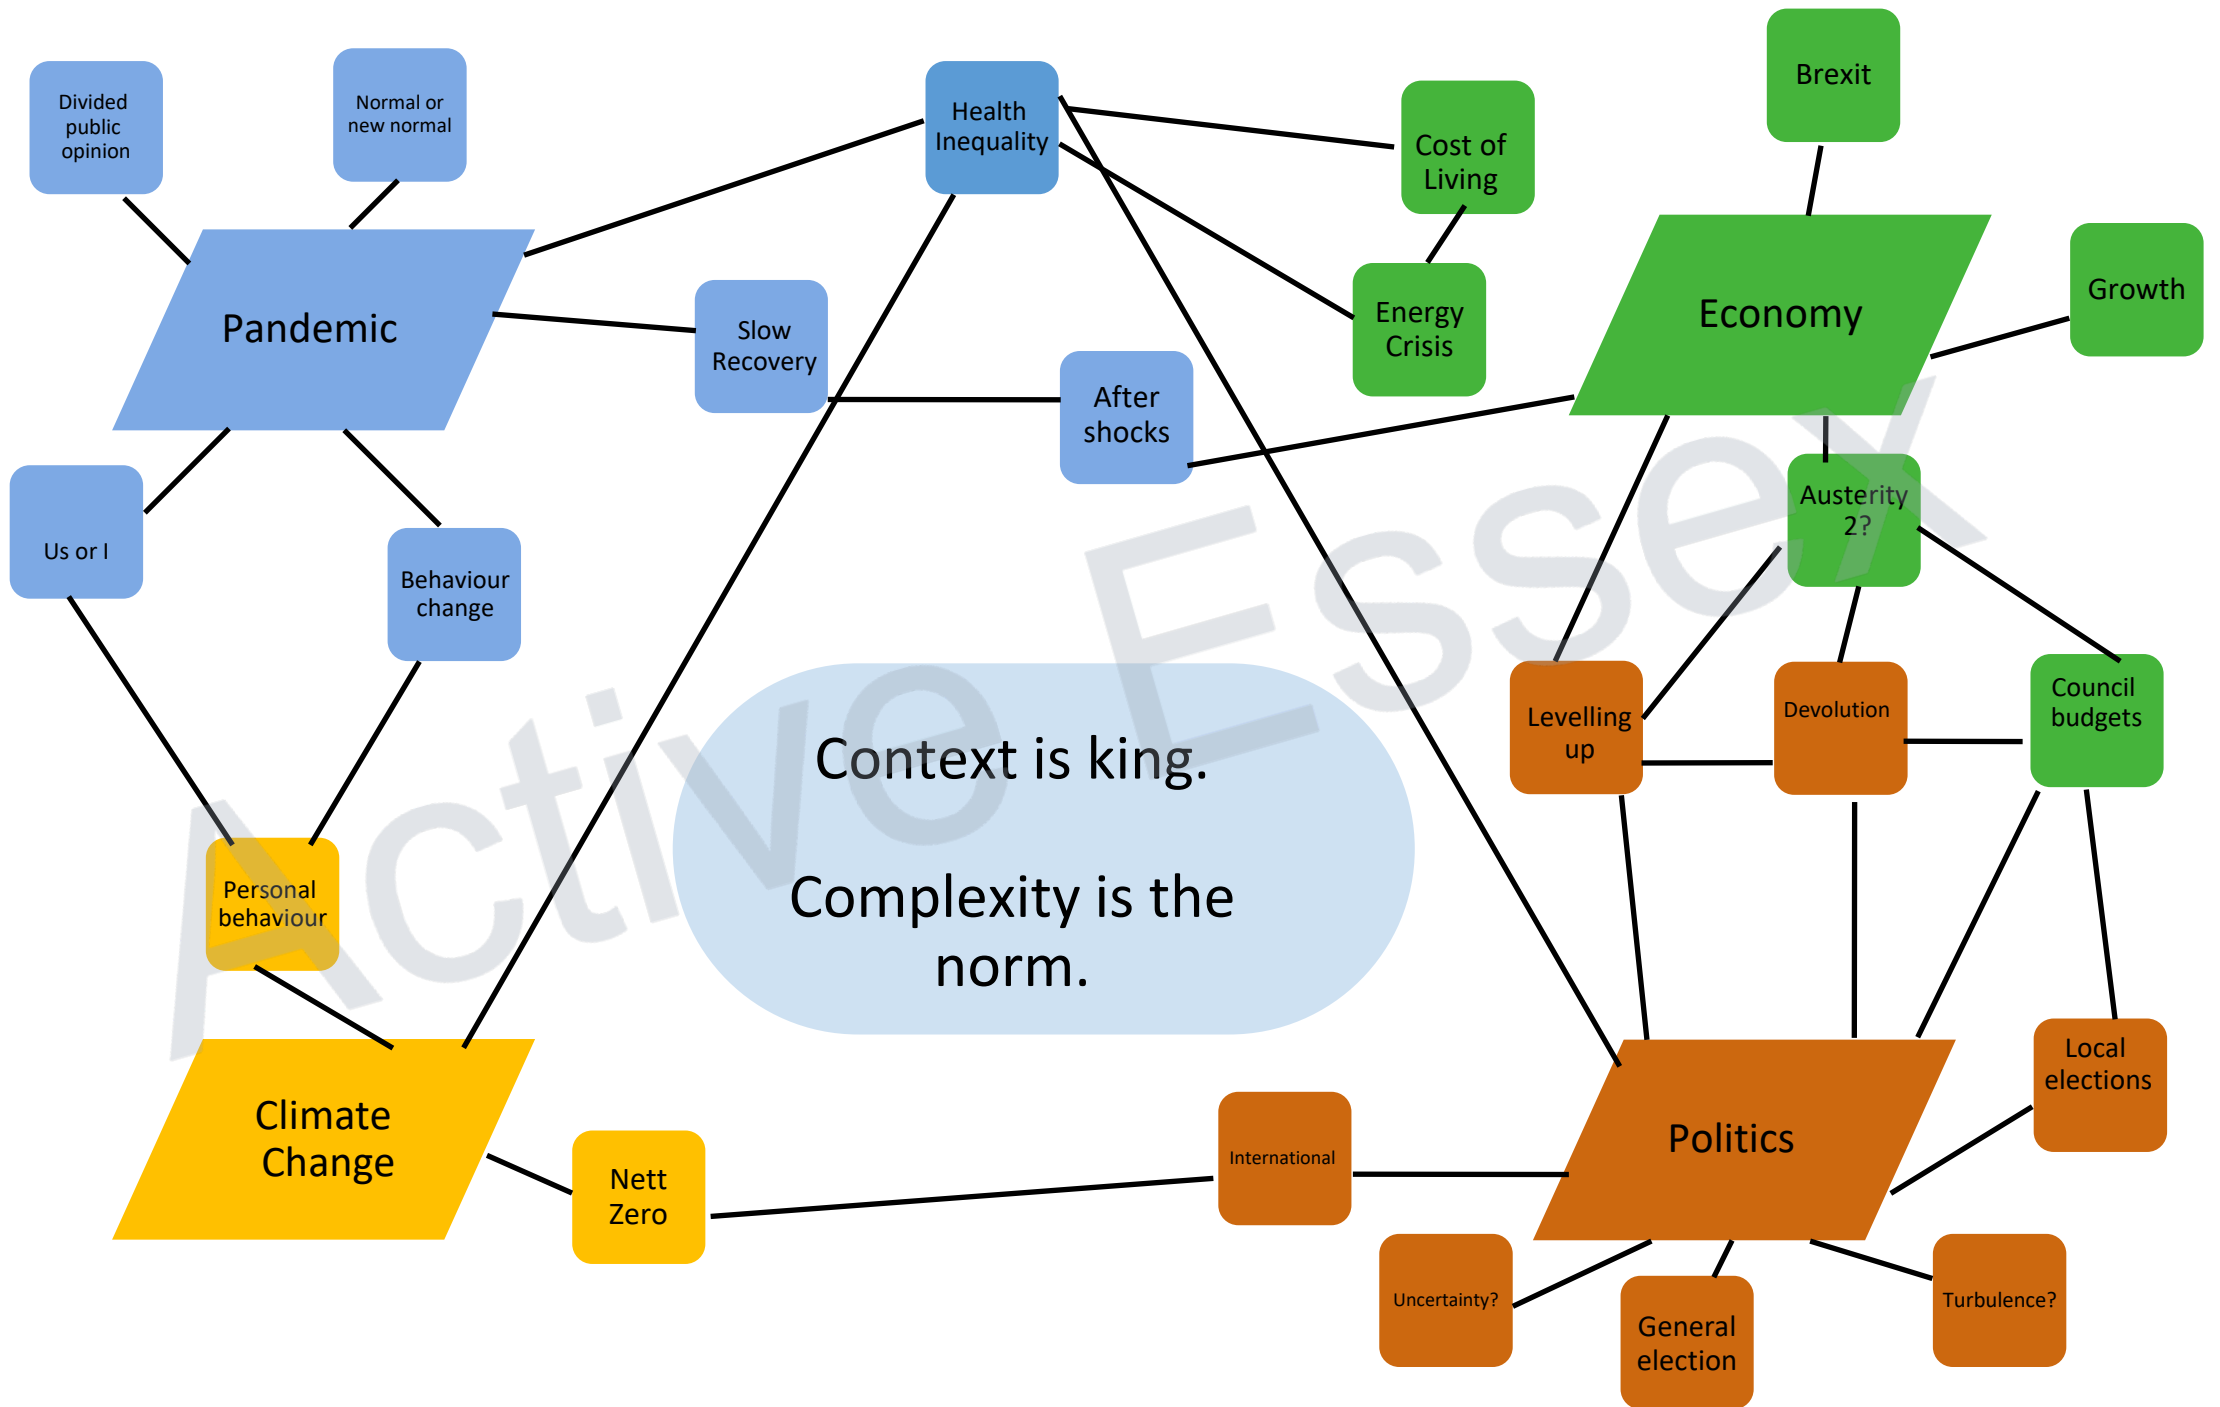 Divided
public
opinion
Normal or
new normal
Health
Inequality
Cost of
Living
Brexit
Pandemic
Slow
Recovery
After
shocks
Energy
Crisis
Economy
Growth
Us or I
Behaviour
change
Austerity
2?
Levelling
up
Devolution
Council
budgets
Context is king.
Complexity is the
norm.
Personal
behaviour
Climate
Change
Nett
Zero
International
Politics
Local
elections
Uncertainty?
General
election
Turbulence?
Active Essex